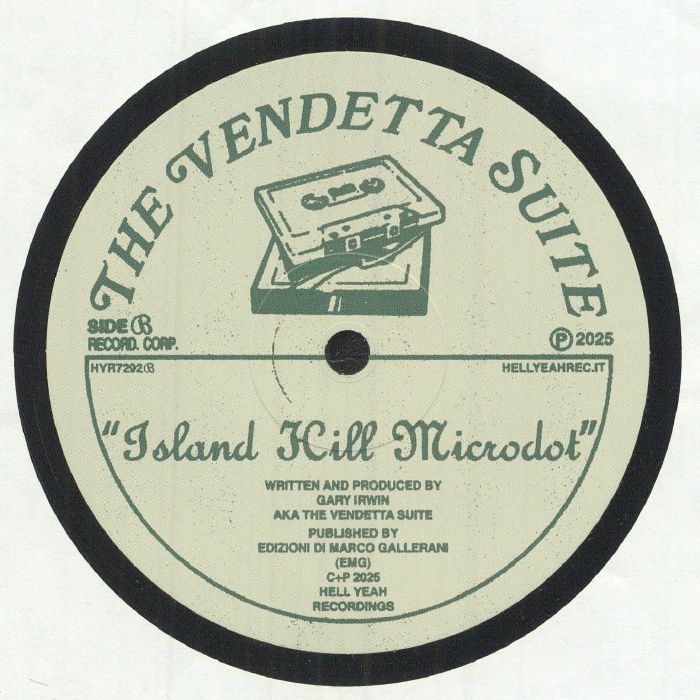 THE VENDETTA SUITE
SIDE B
RECORD. CORP.
℗ 2025
HYR7292B
HELLYEAHREC.IT
"Island Hill Microdot"
WRITTEN AND PRODUCED BY
GARY IRWIN
AKA THE VENDETTA SUITE
PUBLISHED BY
EDIZIONI DI MARCO GALLERANI
(EMG)
C+P 2025
HELL YEAH
RECORDINGS